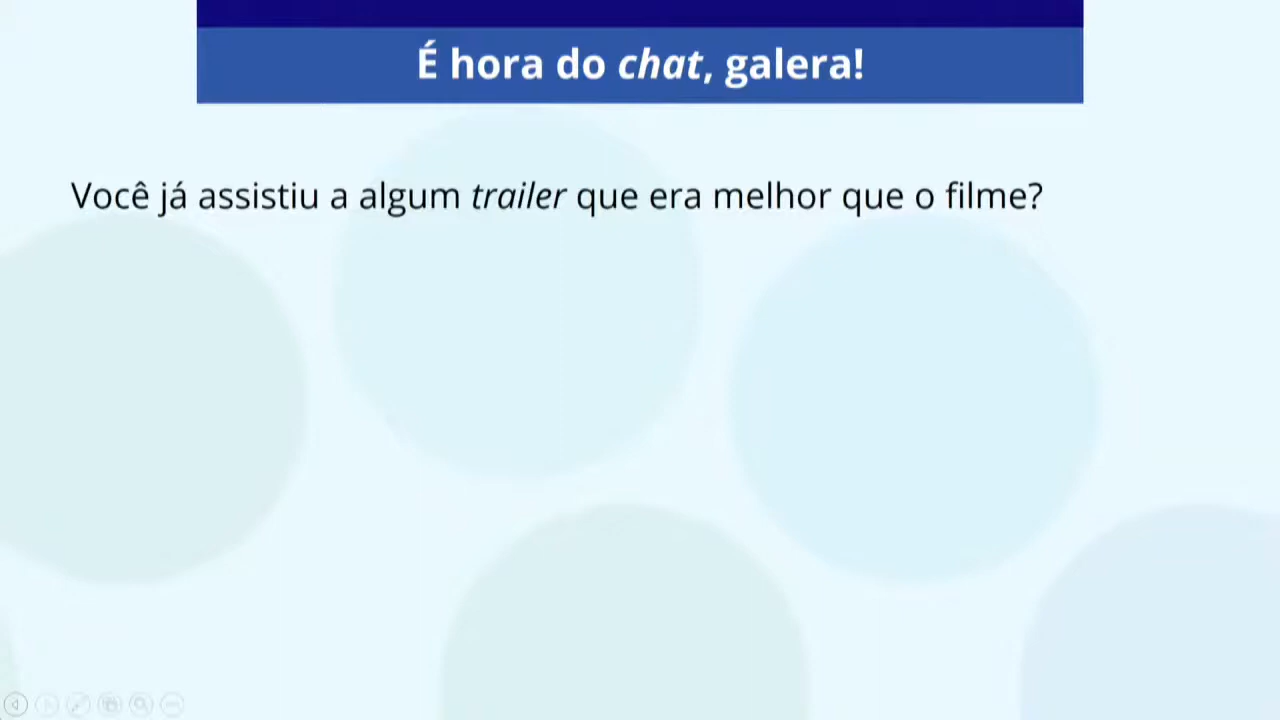 É hora do chat, galera!
Você já assistiu a algum trailer que era melhor que o filme?